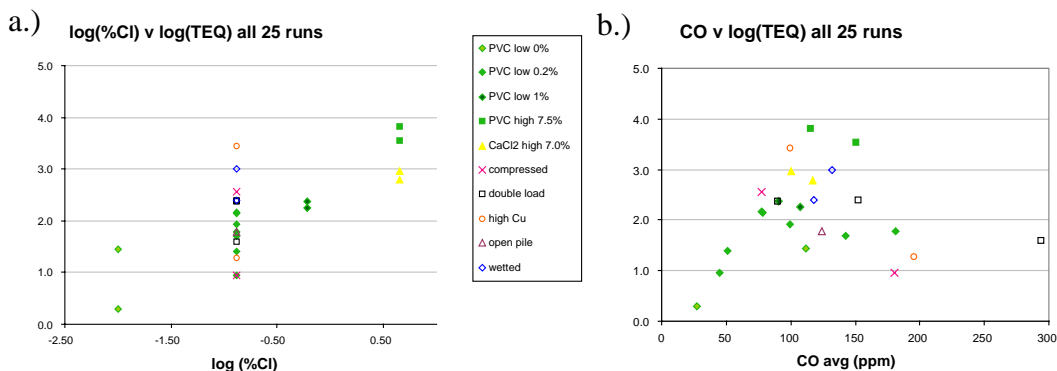 a.)
log(%Cl) v log(TEQ) all 25 runs
5.0
4.0
3.0
2.0
1.0
0.0
-2.50
-1.50
-0.50
0.50
log (%Cl)
PVC low 0%
PVC low 0.2%
PVC low 1%
PVC high 7.5%
CaCl2 high 7.0%
compressed
double load
high Cu
open pile
wetted
b.)
CO v log(TEQ) all 25 runs
5.0
4.0
3.0
2.0
1.0
0.0
0
50
100
150
200
250
300
CO avg (ppm)